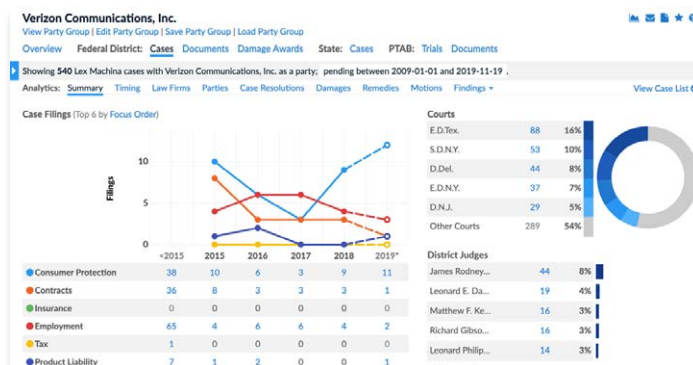 Verizon Communications, Inc.
View Party Group | Edit Party Group | Save Party Group | Load Party Group
Overview Federal District: Cases Documents Damage Awards State: Cases PTAB: Trials Documents
Showing 540 Lex Machina cases with Verizon Communications, Inc. as a party; pending between 2009-01-01 and 2019-11-19 .
Analytics: Summary Timing Law Firms Parties Case Resolutions Damages Remedies Motions Findings View Case List
Case Filings (Top 6 by Focus Order)
Filings
10
5
0
<2015 2015 2016 2017 2018 2019*
Consumer Protection 38 10 6 3 9 11
Contracts 36 8 3 3 3 1
Insurance 0 0 0 0 0 0
Employment 65 4 6 6 4 2
Tax 1 0 0 0 0 0
Product Liability 7 1 2 0 0 1
Courts
E.D.Tex. 88 16%
S.D.N.Y. 53 10%
D.Del. 44 8%
E.D.N.Y. 37 7%
D.N.J. 29 5%
Other Courts 289 54%
District Judges
James Rodney... 44 8%
Leonard E. Da... 19 4%
Matthew F. Ke... 16 3%
Richard Gibso... 16 3%
Leonard Philip... 14 3%